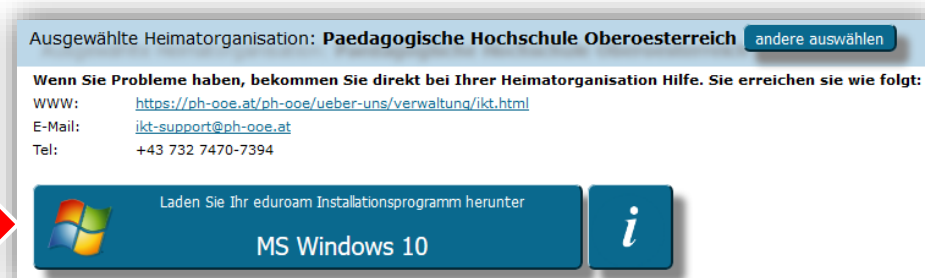 Ausgewählte Heimatorganisation: Paedagogische Hochschule Oberoesterreich andere auswählen
Wenn Sie Probleme haben, bekommen Sie direkt bei Ihrer Heimatorganisation Hilfe. Sie erreichen sie wie folgt:
WWW: https://ph-ooe.at/ph-ooe/ueber-uns/verwaltung/ikt.html
E-Mail: ikt-support@ph-ooe.at
Tel: +43 732 7470-7394
Laden Sie Ihr eduroam Installationsprogramm herunter
MS Windows 10
i